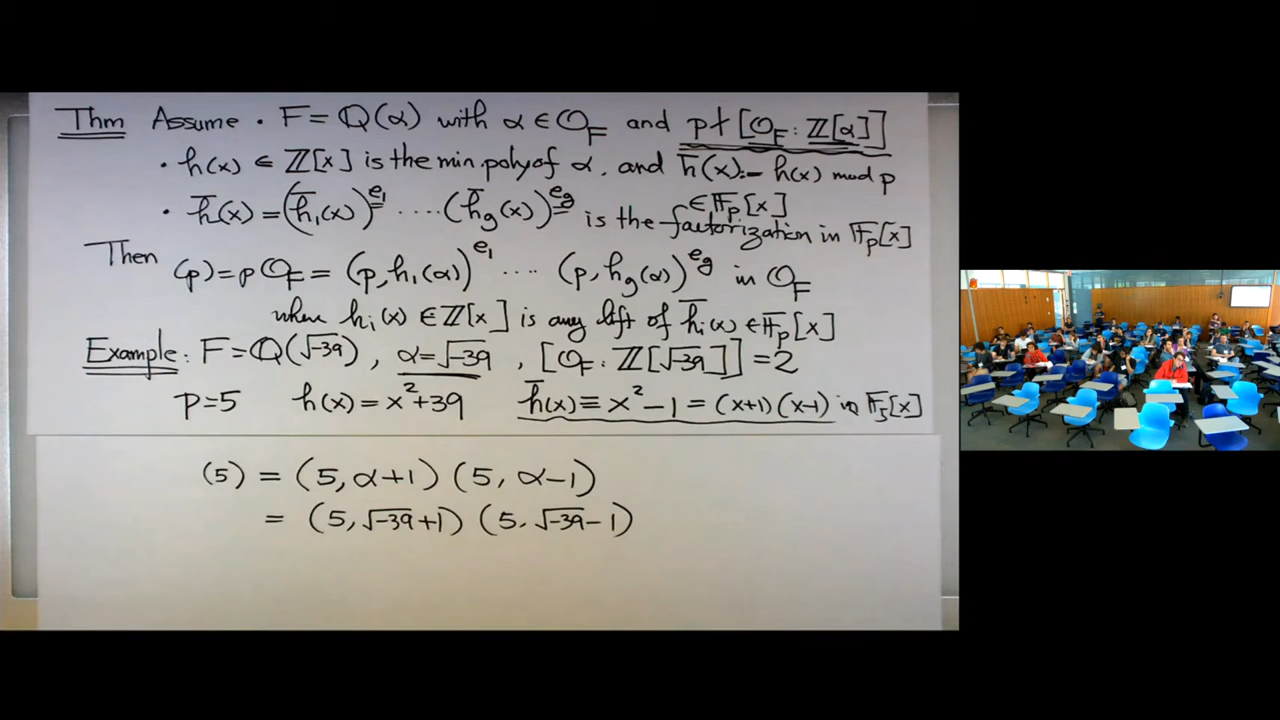 Thm Assume • F = ℚ(α) with α ∈ O_F and p ∤ [O_F : ℤ[α]]
• h(x) ∈ ℤ[x] is the min. poly of α, and h̄(x) := h(x) mod p
∈ 𝔽_p[x]
• h̄(x) = (h̄₁(x))^{e₁} .... (h̄_g(x))^{e_g} is the factorization in 𝔽_p[x]
Then (p) = p O_F = (p, h₁(α))^{e₁} .... (p, h_g(α))^{e_g} in O_F
where h_i(x) ∈ ℤ[x] is any lift of h̄_i(x) ∈ 𝔽_p[x]
Example: F = ℚ(√-39), α = √-39, [O_F : ℤ[√-39]] = 2
p = 5 h(x) = x² + 39 h̄(x) ≡ x² - 1 = (x+1)(x-1) in 𝔽₅[x]
(5) = (5, α+1) (5, α-1)
= (5, √-39+1) (5, √-39-1)